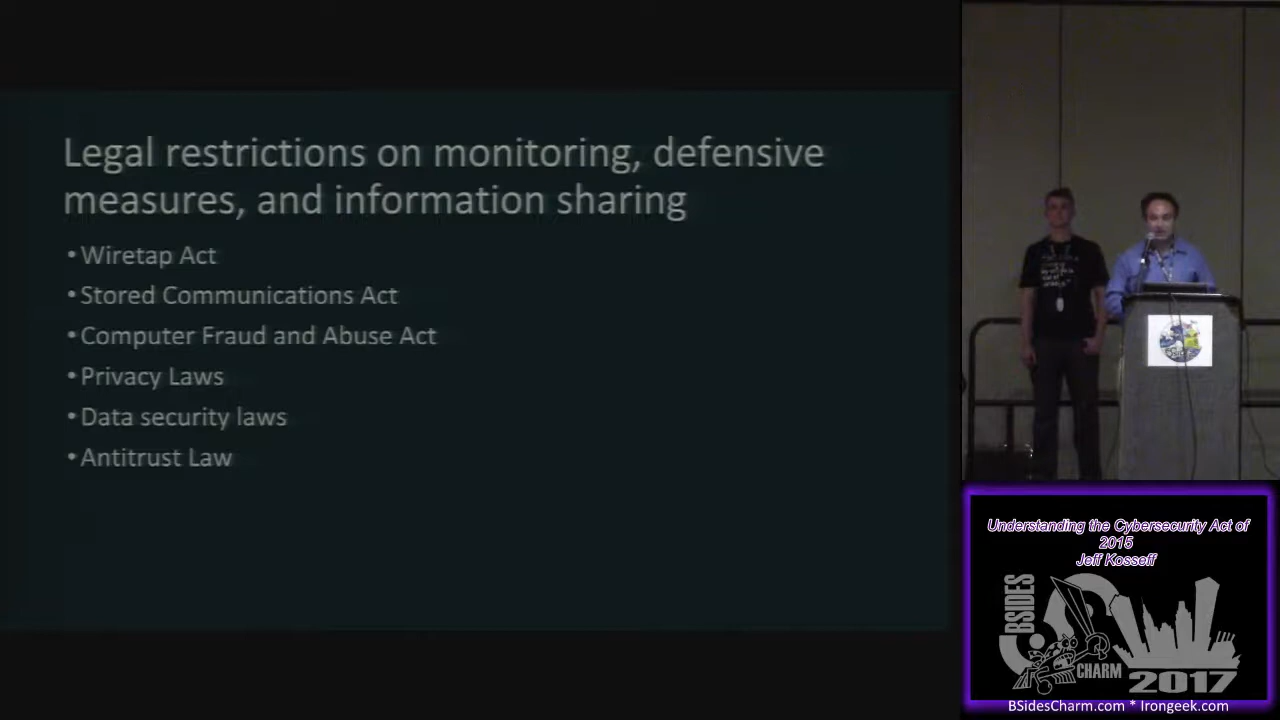 Legal restrictions on monitoring, defensive
measures, and information sharing
• Wiretap Act
• Stored Communications Act
• Computer Fraud and Abuse Act
• Privacy Laws
• Data security laws
• Antitrust Law
Understanding the Cybersecurity Act of
2015
Jeff Kosseff
BSIDES
CHARM
2017
BSidesCharm.com * Irongeek.com